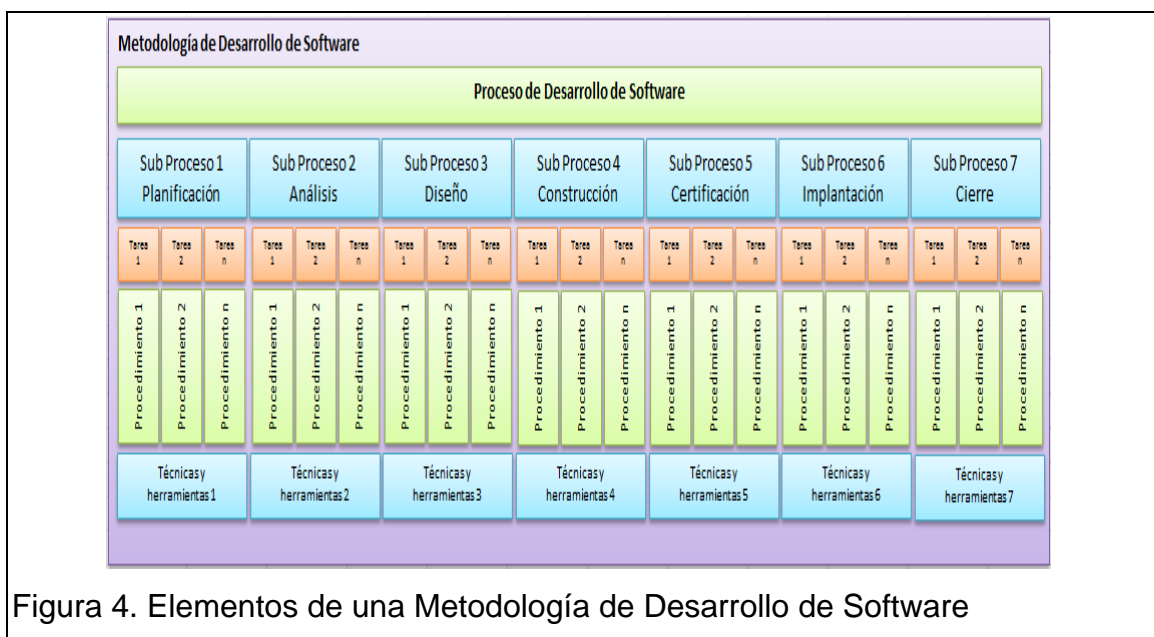 Metodología de Desarrollo de Software
Proceso de Desarrollo de Software
Sub Proceso 1
Planificación
Sub Proceso 2
Análisis
Sub Proceso 3
Diseño
Sub Proceso 4
Construcción
Sub Proceso 5
Certificación
Sub Proceso 6
Implantación
Sub Proceso 7
Cierre
Tarea
1
Tarea
2
Tarea
n
Tarea
1
Tarea
2
Tarea
n
Tarea
1
Tarea
2
Tarea
n
Tarea
1
Tarea
2
Tarea
n
Tarea
1
Tarea
2
Tarea
n
Tarea
1
Tarea
2
Tarea
n
Tarea
1
Tarea
2
Tarea
n
Procedimiento 1
Procedimiento 2
Procedimiento n
Procedimiento 1
Procedimiento 2
Procedimiento n
Procedimiento 1
Procedimiento 2
Procedimiento n
Procedimiento 1
Procedimiento 2
Procedimiento n
Procedimiento 1
Procedimiento 2
Procedimiento n
Procedimiento 1
Procedimiento 2
Procedimiento n
Procedimiento 1
Procedimiento 2
Procedimiento n
Técnicas y
herramientas 1
Técnicas y
herramientas 2
Técnicas y
herramientas 3
Técnicas y
herramientas 4
Técnicas y
herramientas 5
Técnicas y
herramientas 6
Técnicas y
herramientas 7
Figura 4. Elementos de una Metodología de Desarrollo de Software